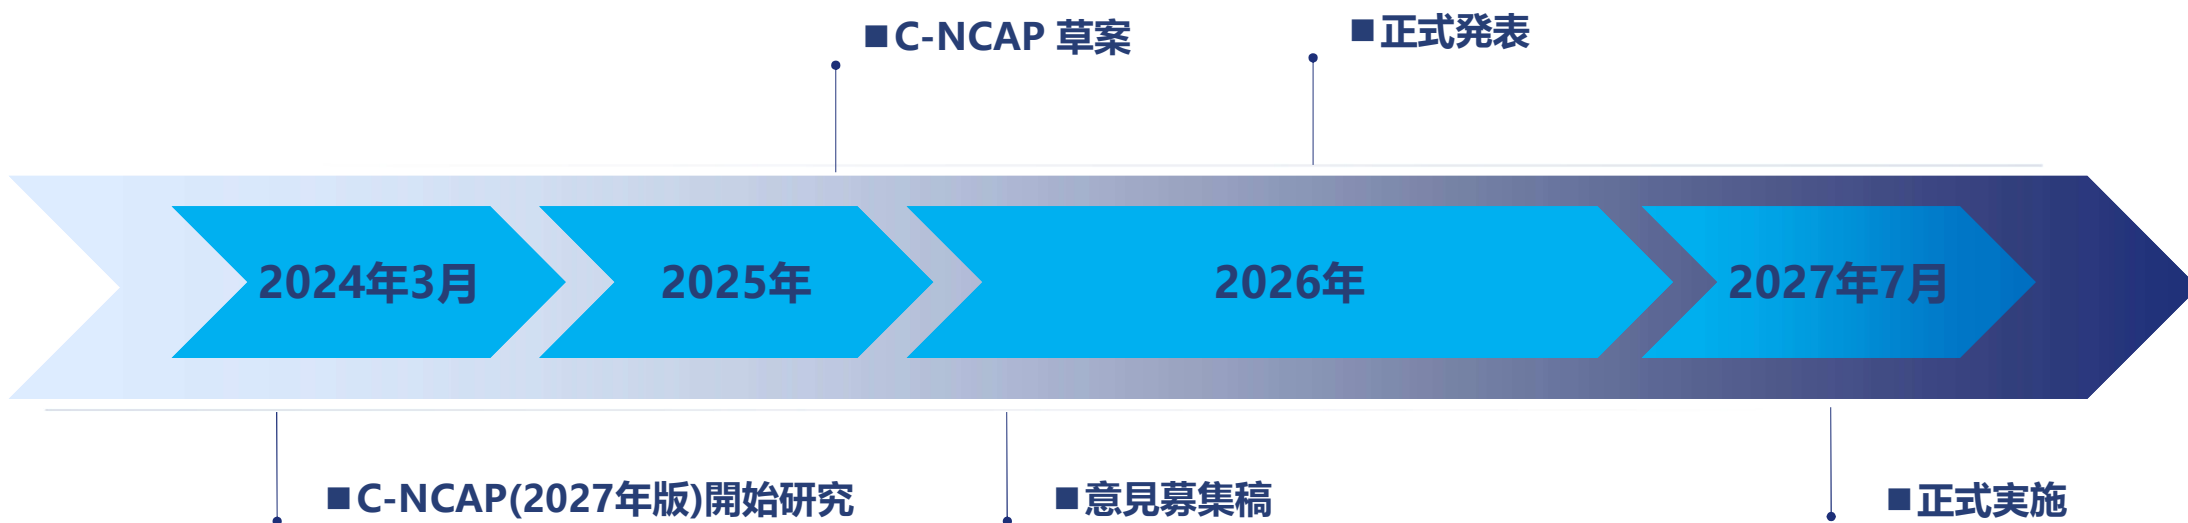 ■C-NCAP 草案
■正式発表
2024年3月
2025年
2026年
2027年7月
■C-NCAP(2027年版)開始研究
■意見募集稿
■正式実施